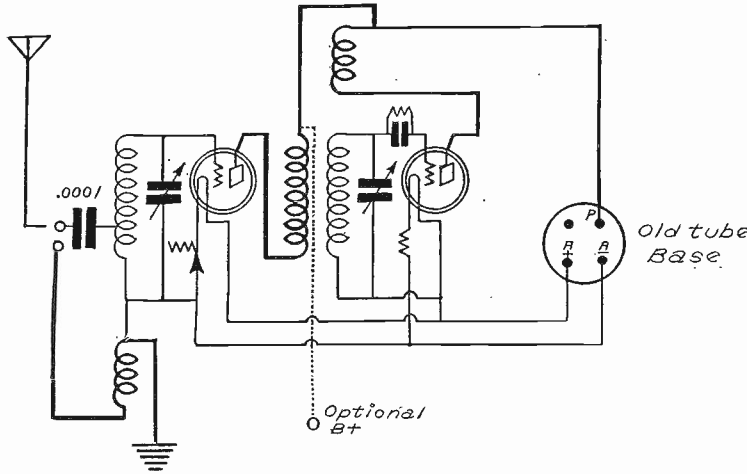 .0001
P
A
+
A
-
Old tube
Base
Optional
B+